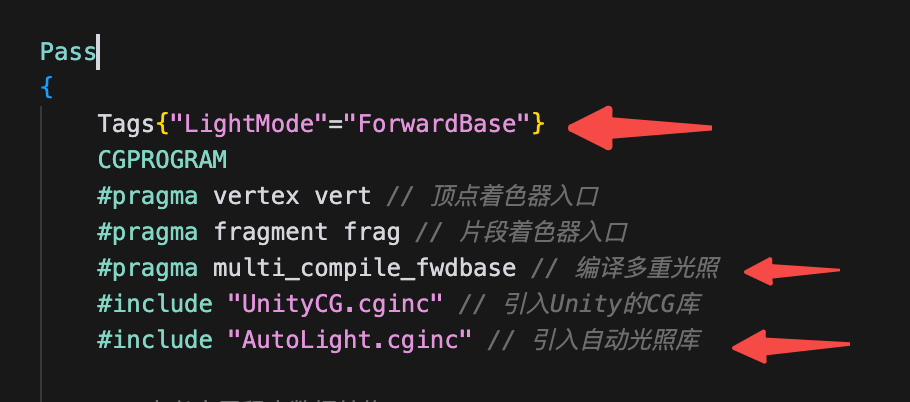 Pass
{
Tags{"LightMode"="ForwardBase"}
CGPROGRAM
#pragma vertex vert // 顶点着色器入口
#pragma fragment frag // 片段着色器入口
#pragma multi_compile_fwdbase // 编译多重光照
#include "UnityCG.cginc" // 引入Unity的CG库
#include "AutoLight.cginc" // 引入自动光照库